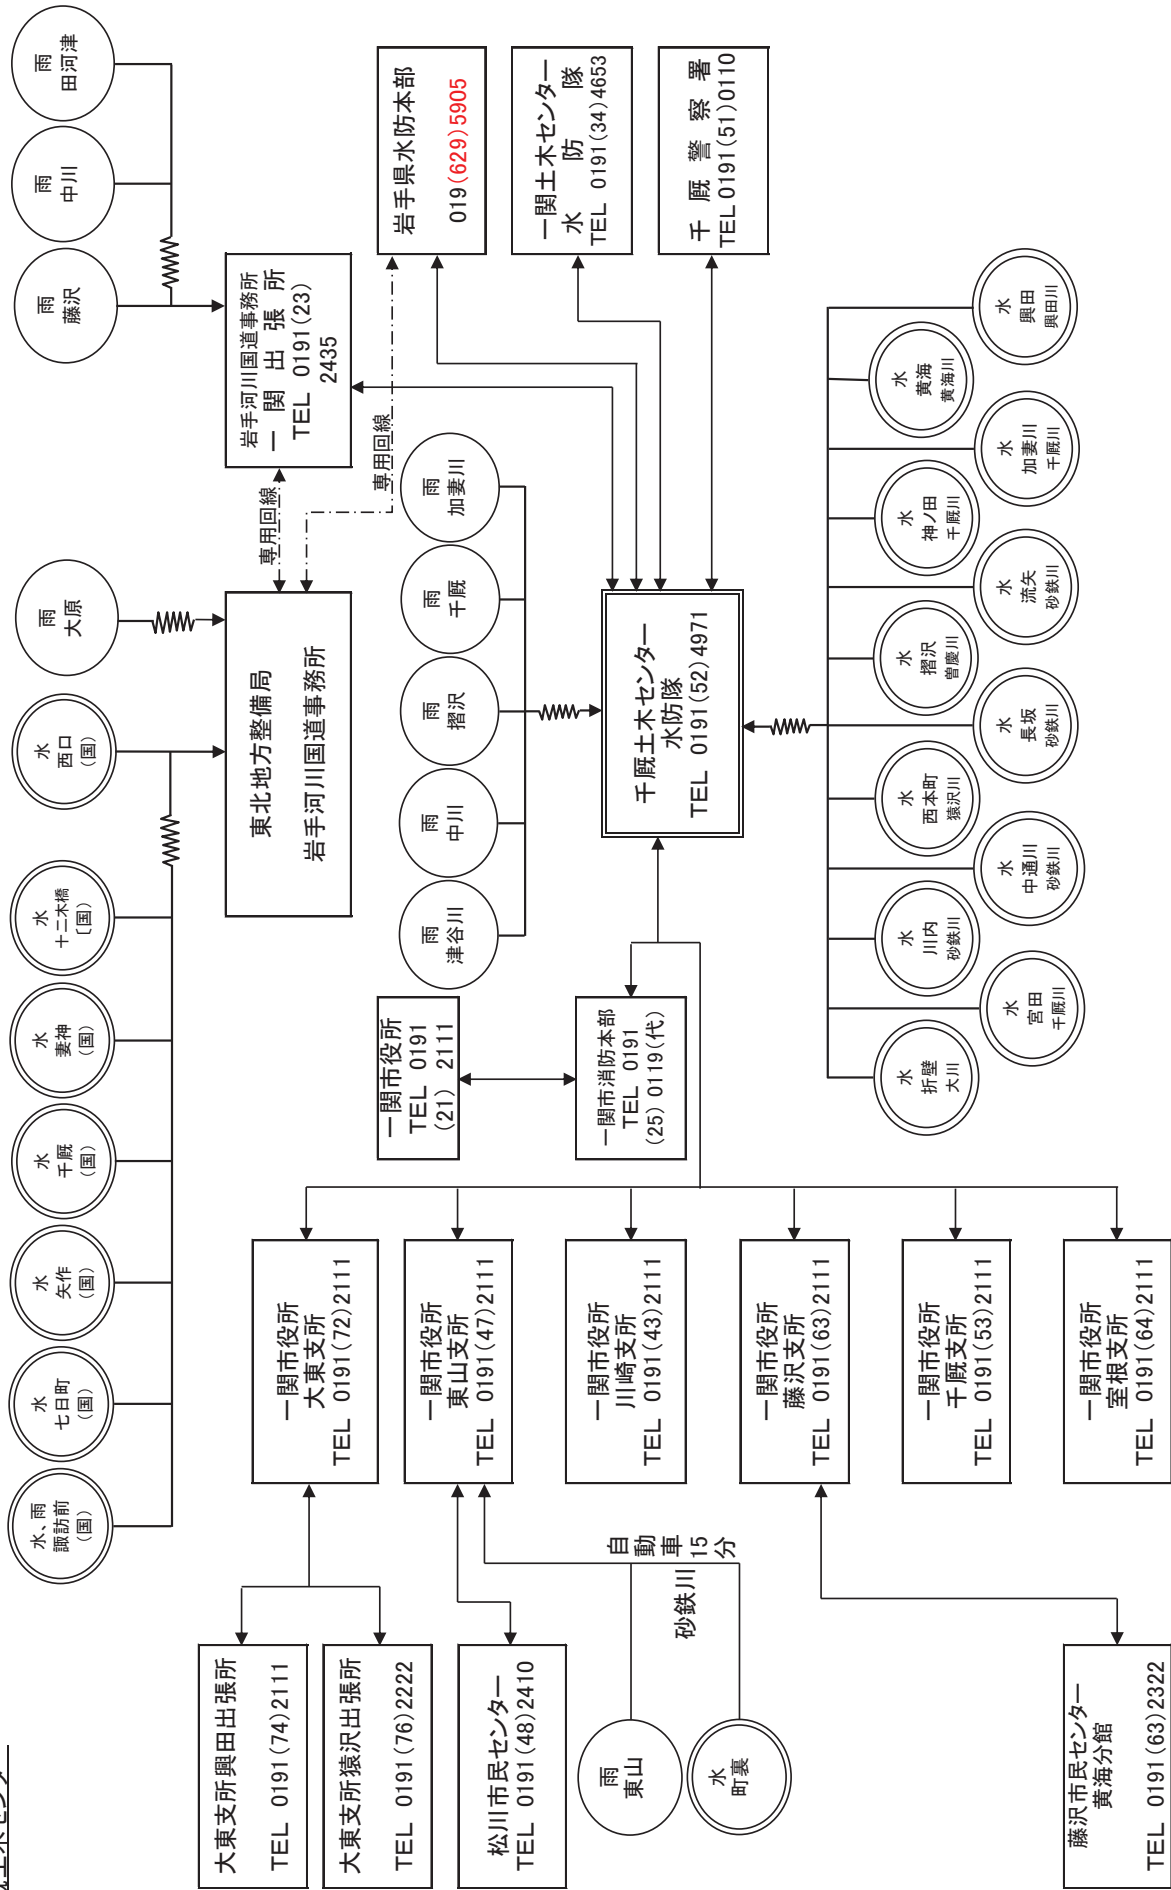 土木センター
水、雨
諏訪前
(国)
水
七日町
(国)
水
矢作
(国)
水
千厩
(国)
水
妻神
(国)
水
十二木橋
[国)
水
西口
(国)
雨
大原
雨
藤沢
雨
中川
雨
田河津
東北地方整備局
岩手河川国道事務所
専用回線
岩手河川国道事務所
一関出張所
TEL 0191(23)
2435
専用回線
岩手県水防本部
019(629)5905
一関土木センター
水防隊
TEL 0191(34)4653
千厩警察署
TEL 0191(51)0110
雨
津谷川
雨
中川
雨
摺沢
雨
千厩
雨
加妻川
千厩土木センター
水防隊
TEL 0191(52)4971
一関市役所
TEL 0191
(21) 2111
一関市消防本部
TEL 0191
(25) 0119(代)
一関市役所
大東支所
TEL 0191(72)2111
一関市役所
東山支所
TEL 0191(47)2111
一関市役所
川崎支所
TEL 0191(43)2111
一関市役所
藤沢支所
TEL 0191(63)2111
一関市役所
千厩支所
TEL 0191(53)2111
一関市役所
室根支所
TEL 0191(64)2111
大東支所興田出張所
TEL 0191(74)2111
大東支所猿沢出張所
TEL 0191(76)2222
松川市民センター
TEL 0191(48)2410
雨
東山
水
町裏
自動車15分
砂鉄川
藤沢市民センター
黄海分館
TEL 0191(63)2322
水
折壁
大川
水
宮田
千厩川
水
川内
砂鉄川
水
中通川
砂鉄川
水
西本町
猿沢川
水
長坂
砂鉄川
水
摺沢
曽慶川
水
流矢
砂鉄川
水
神ノ田
千厩川
水
加妻川
千厩川
水
黄海
黄海川
水
興田
興田川